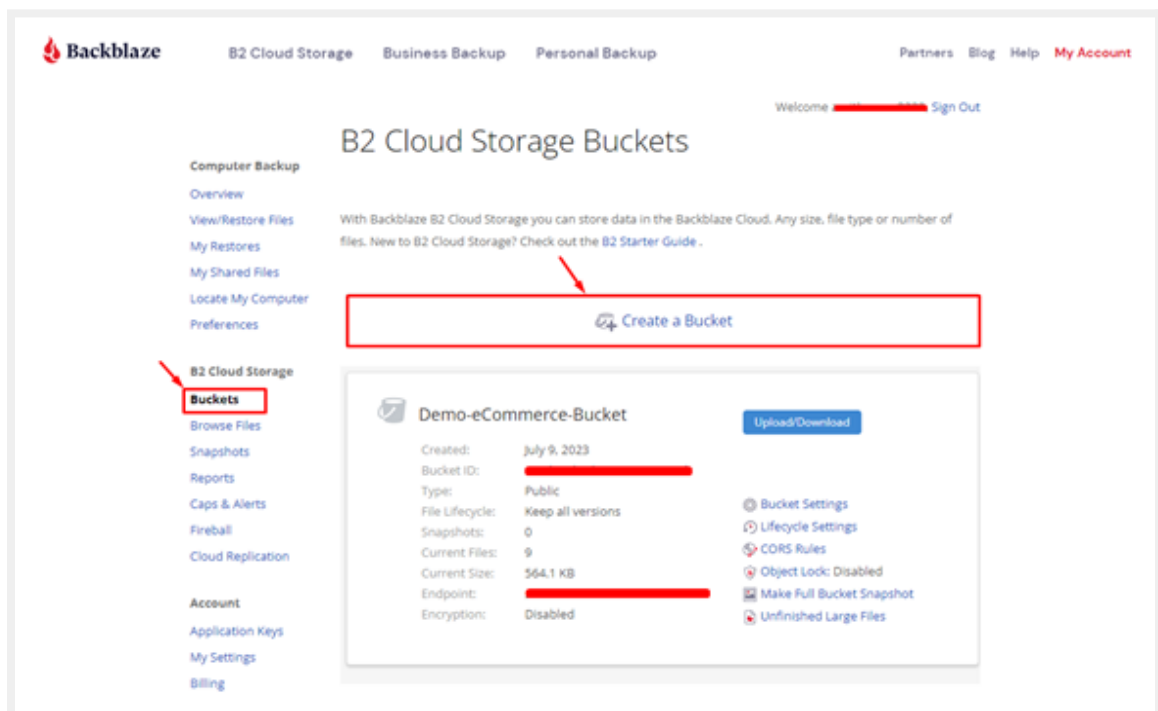 Backblaze B2 Cloud Storage Business Backup Personal Backup Partners Blog Help My Account
Welcome Sign Out
B2 Cloud Storage Buckets
Computer Backup
Overview
View/Restore Files
My Restores
My Shared Files
Locate My Computer
Preferences
B2 Cloud Storage
Buckets
Browse Files
Snapshots
Reports
Caps & Alerts
Fireball
Cloud Replication
Account
Application Keys
My Settings
Billing
With Backblaze B2 Cloud Storage you can store data in the Backblaze Cloud. Any size, file type or number of
files. New to B2 Cloud Storage? Check out the B2 Starter Guide .
Create a Bucket
Demo-eCommerce-Bucket
Upload/Download
Created: July 9, 2023
Bucket ID:
Type: Public
File Lifecycle: Keep all versions
Snapshots: 0
Current Files: 9
Current Size: 564.1 KB
Endpoint:
Encryption: Disabled
Bucket Settings
Lifecycle Settings
CORS Rules
Object Lock: Disabled
Make Full Bucket Snapshot
Unfinished Large Files